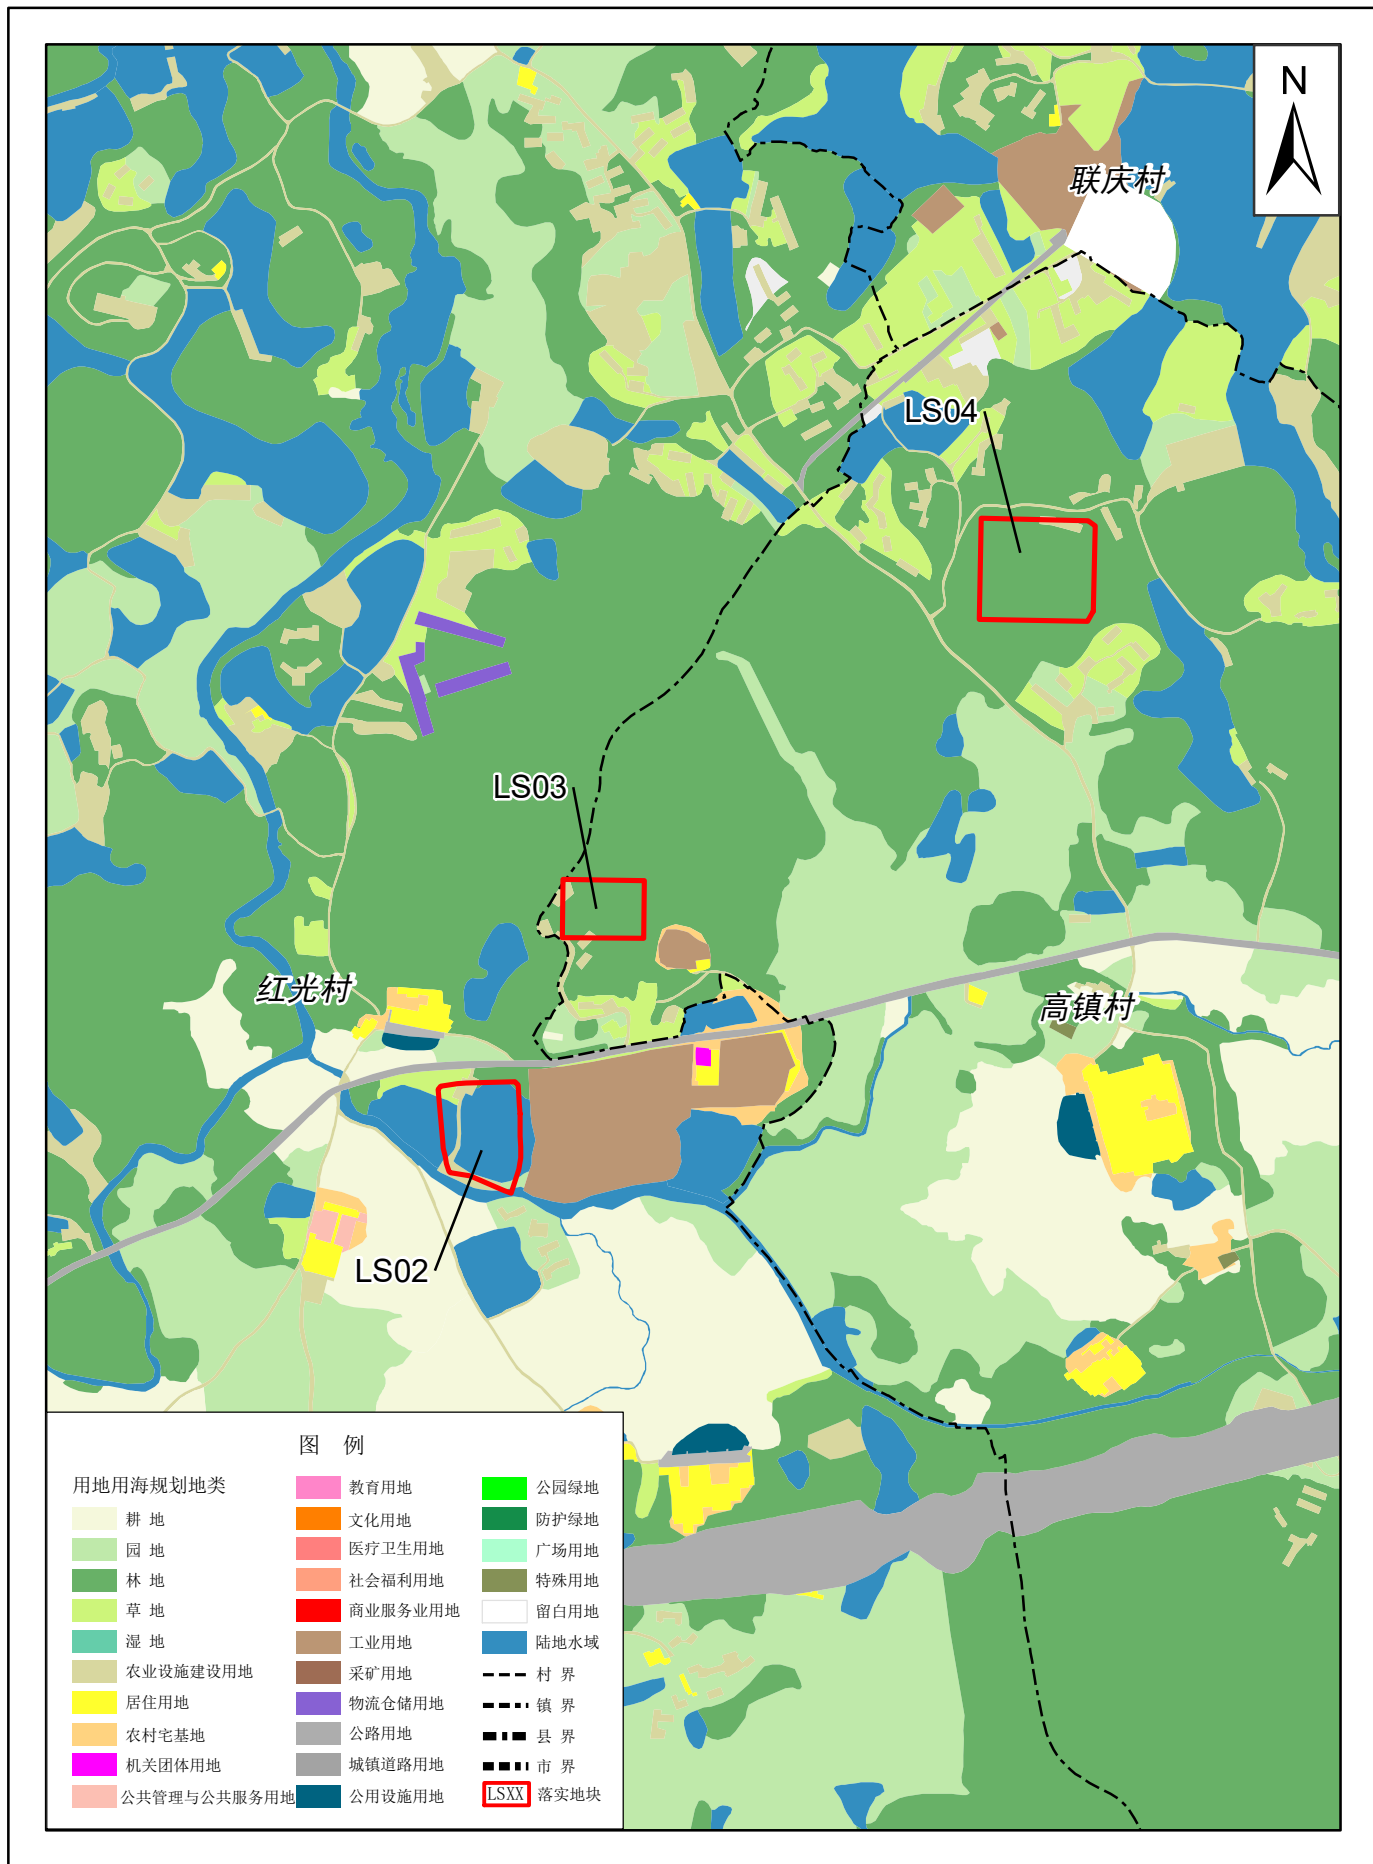 N
联庆村
LS04
LS03
红光村
高镇村
LS02
图 例
用地用海规划地类
耕 地
园 地
林 地
草 地
湿 地
农业设施建设用地
居住用地
农村宅基地
机关团体用地
公共管理与公共服务用地
教育用地
文化用地
医疗卫生用地
社会福利用地
商业服务业用地
工业用地
采矿用地
物流仓储用地
公路用地
城镇道路用地
公用设施用地
公园绿地
防护绿地
广场用地
特殊用地
留白用地
陆地水域
村 界
镇 界
县 界
市 界
LSXX 落实地块